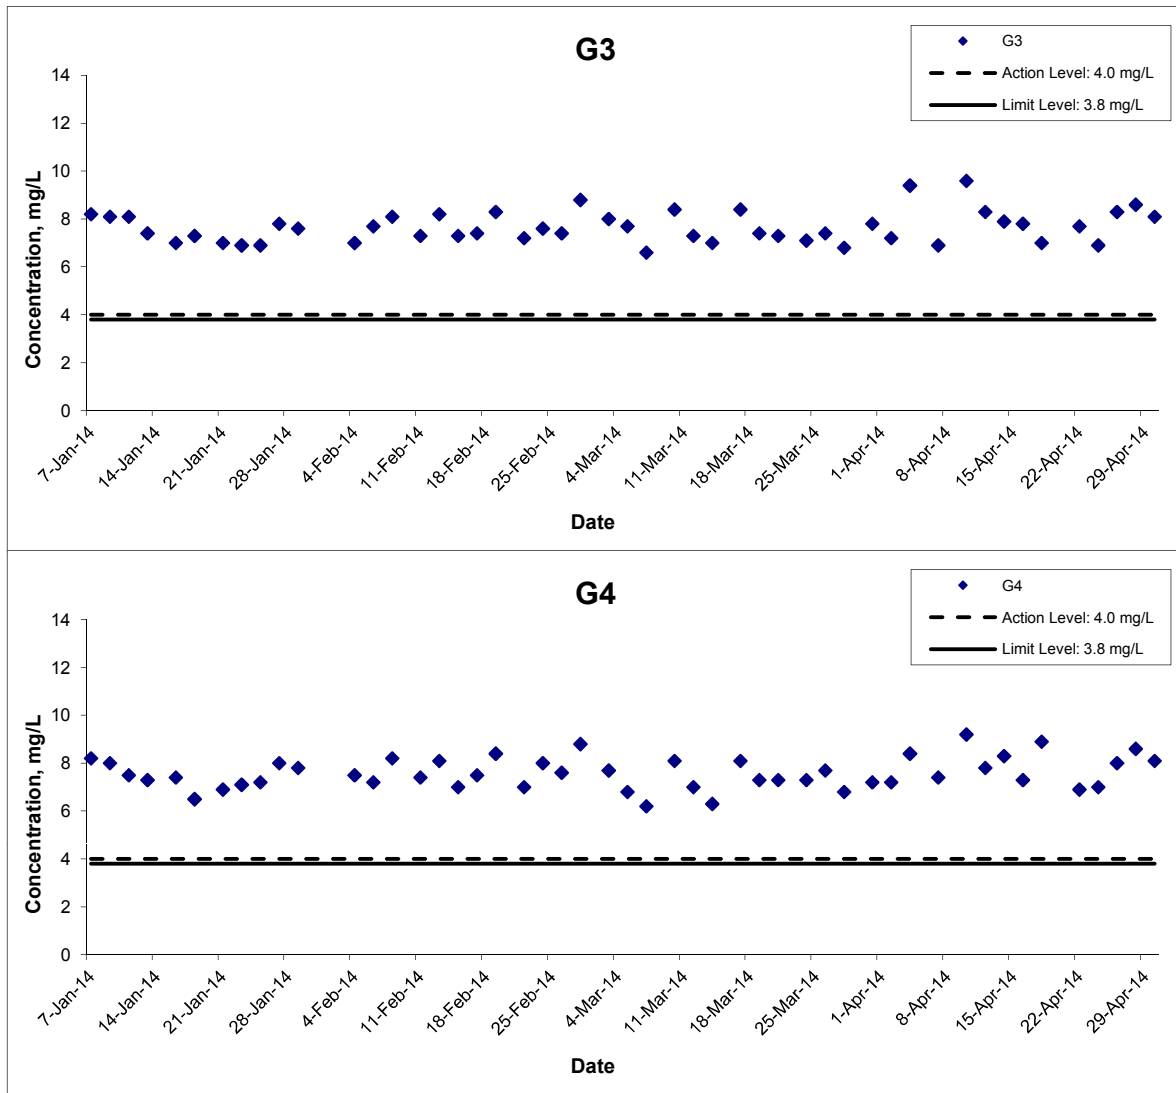 G3
G3
Action Level: 4.0 mg/L
Limit Level: 3.8 mg/L
Concentration, mg/L
14
12
10
8
6
4
2
0
7-Jan-14
14-Jan-14
21-Jan-14
28-Jan-14
4-Feb-14
11-Feb-14
18-Feb-14
25-Feb-14
4-Mar-14
11-Mar-14
18-Mar-14
25-Mar-14
1-Apr-14
8-Apr-14
15-Apr-14
22-Apr-14
29-Apr-14
Date
G4
G4
Action Level: 4.0 mg/L
Limit Level: 3.8 mg/L
Concentration, mg/L
14
12
10
8
6
4
2
0
7-Jan-14
14-Jan-14
21-Jan-14
28-Jan-14
4-Feb-14
11-Feb-14
18-Feb-14
25-Feb-14
4-Mar-14
11-Mar-14
18-Mar-14
25-Mar-14
1-Apr-14
8-Apr-14
15-Apr-14
22-Apr-14
29-Apr-14
Date